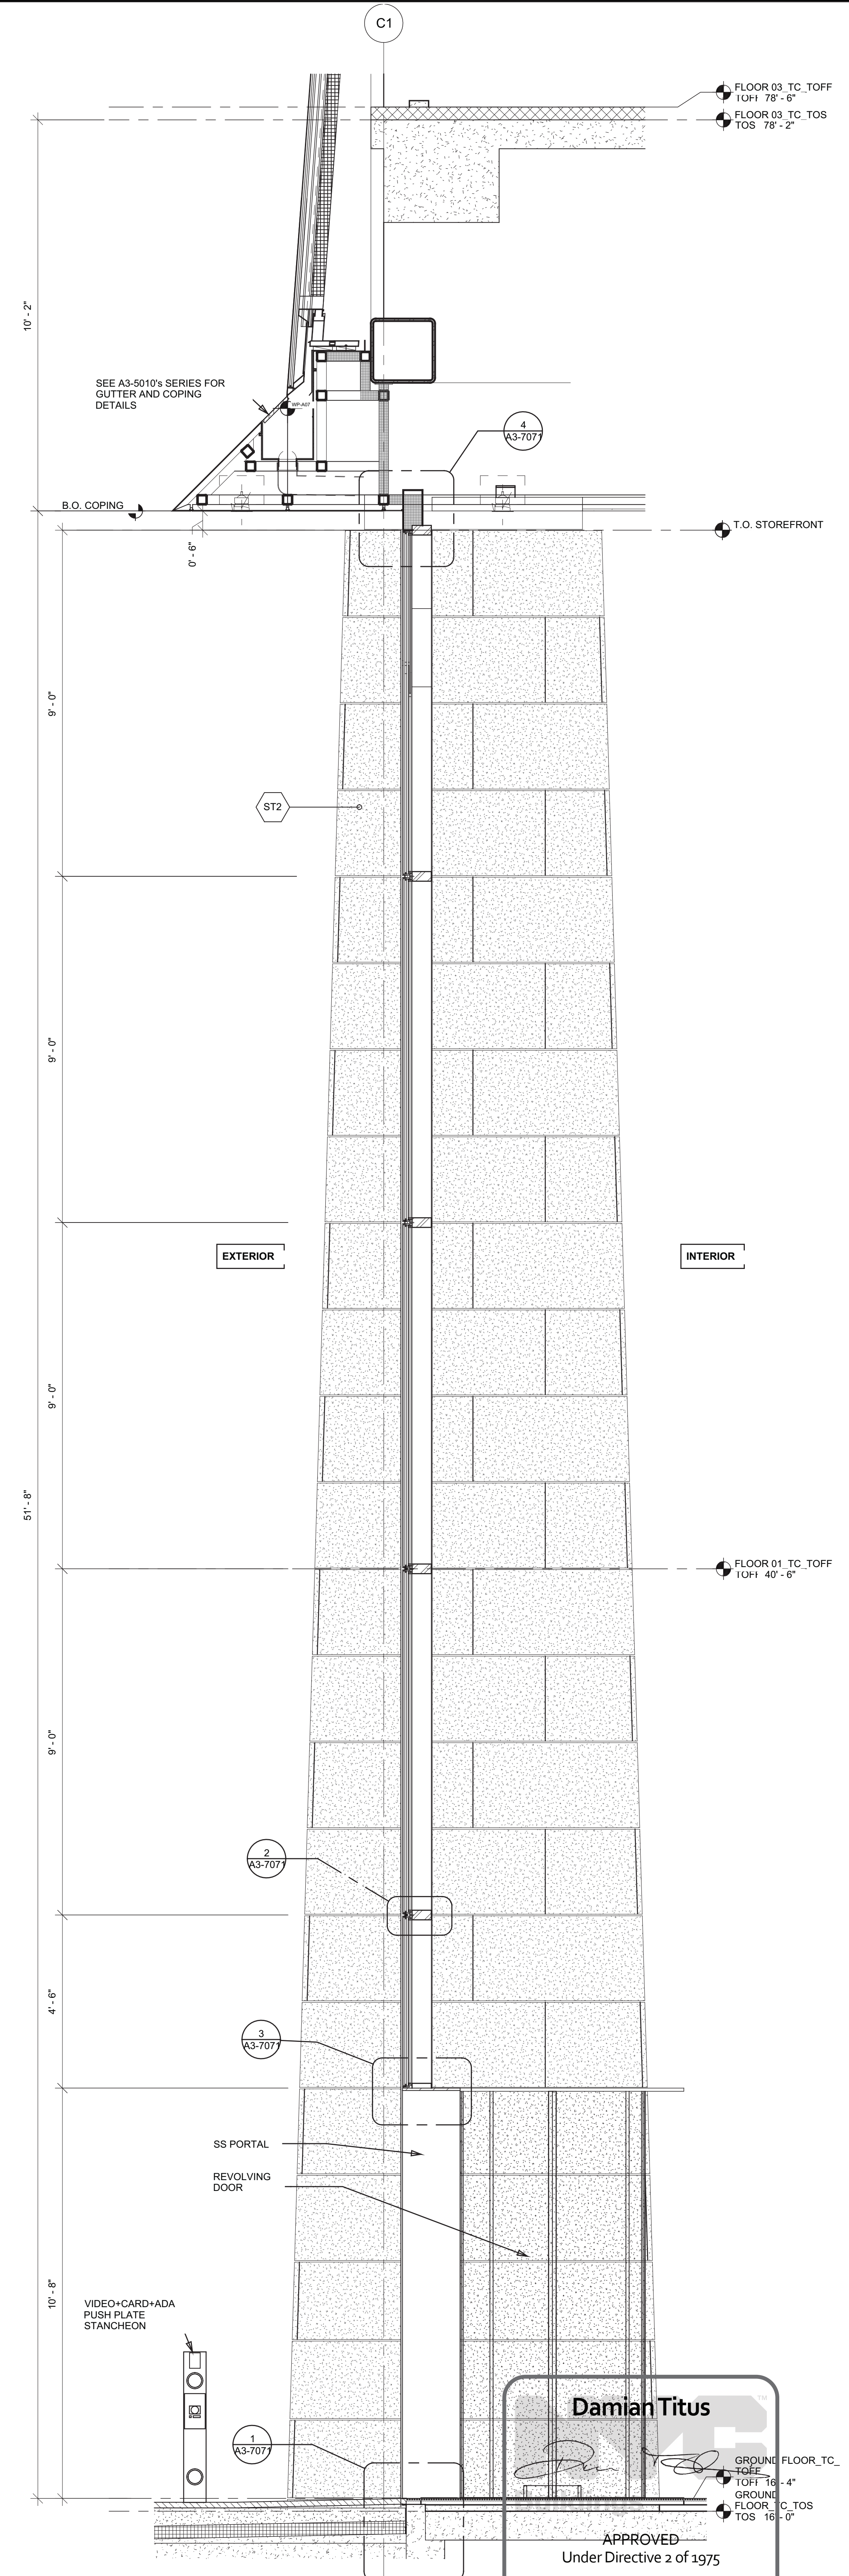 C1
FLOOR 03_TC_TOFF
TOFF 78' - 6"
FLOOR 03_TC_TOS
TOS 78' - 2"
10' - 2"
SEE A3-5010's SERIES FOR
GUTTER AND COPING
DETAILS
WP-A07
4
A3-7071
B.O. COPING
T.O. STOREFRONT
0' - 6"
9' - 0"
ST2
9' - 0"
EXTERIOR
INTERIOR
9' - 0"
51' - 8"
FLOOR 01_TC_TOFF
TOFF 40' - 6"
9' - 0"
2
A3-7071
4' - 6"
3
A3-7071
SS PORTAL
REVOLVING
DOOR
10' - 8"
VIDEO+CARD+ADA
PUSH PLATE
STANCHEON
1
A3-7071
Damian Titus
TM
GROUND FLOOR_TC_
TOFF
TOFF 16' - 4"
GROUND
FLOOR_TC_TOS
TOS 16' - 0"
APPROVED
Under Directive 2 of 1975